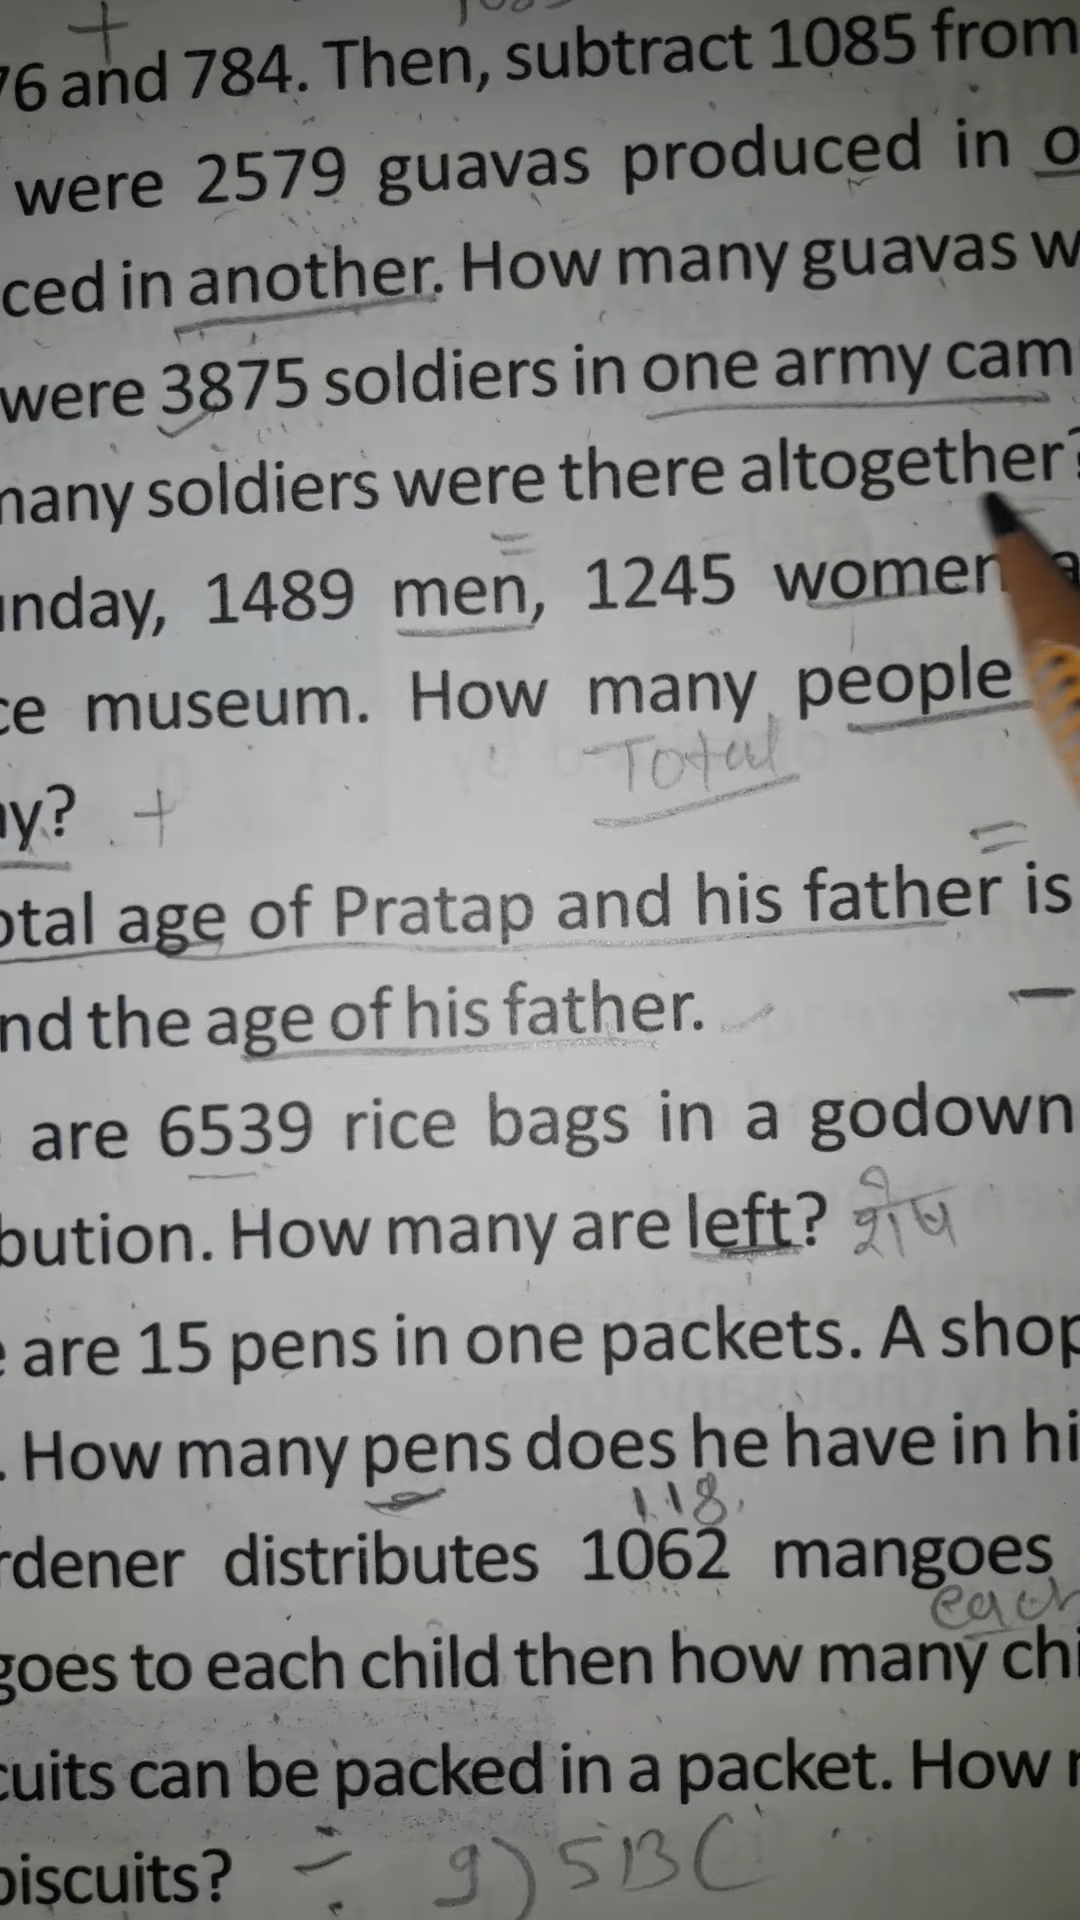 +
76 and 784. Then, subtract 1085 from
were 2579 guavas produced in o
ced in another. How many guavas w
were 3875 soldiers in one army cam
many soldiers were there altogether?
=
unday, 1489 men, 1245 women a
ce museum. How many people
Total
ay? +
=
otal age of Pratap and his father is
nd the age of his father.
—
are 6539 rice bags in a godown
bution. How many are left? शेष
are 15 pens in one packets. A shop
. How many pens does he have in hi
118
rdener distributes 1062 mangoes
each
goes to each child then how many chi
cuits can be packed in a packet. How m
biscuits? ÷ 9)513(